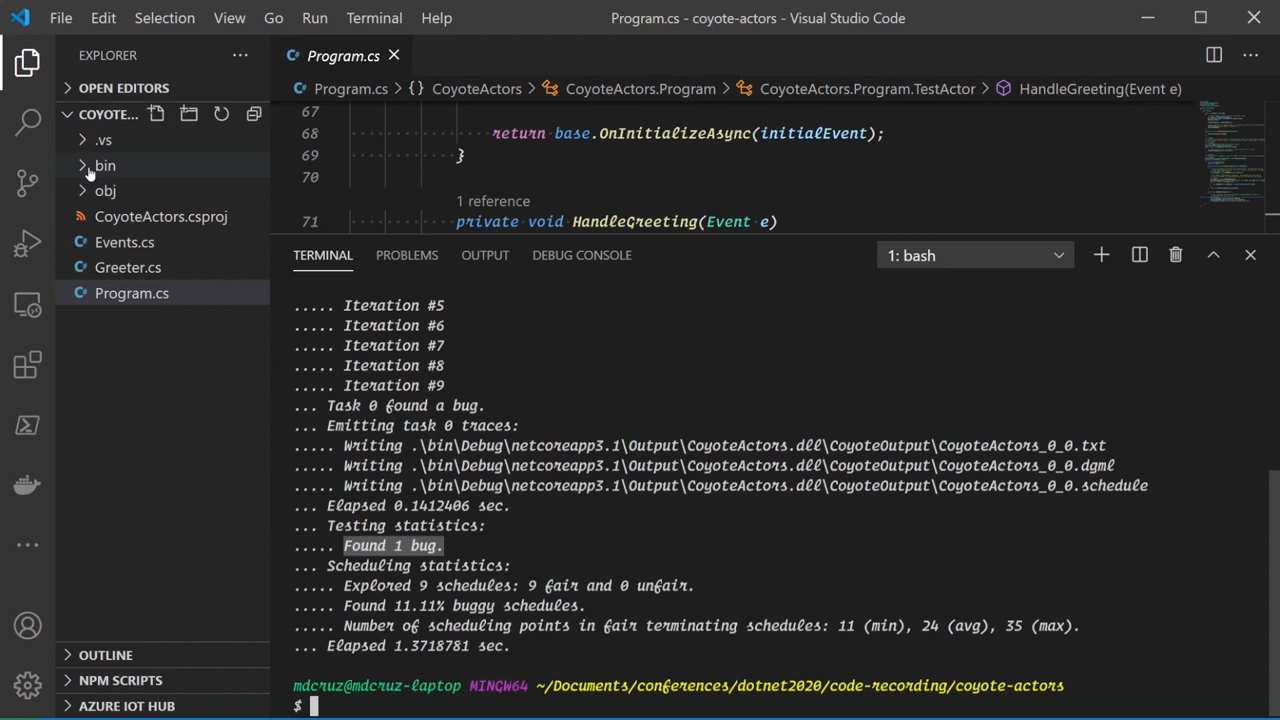 File Edit Selection View Go Run Terminal Help Program.cs - coyote-actors - Visual Studio Code
EXPLORER
OPEN EDITORS
COYOTE...
.vs
bin
obj
CoyoteActors.csproj
Events.cs
Greeter.cs
Program.cs
OUTLINE
NPM SCRIPTS
AZURE IOT HUB
Program.cs
Program.cs > {} CoyoteActors > CoyoteActors.Program > CoyoteActors.Program.TestActor > HandleGreeting(Event e)
67
68 return base.OnInitializeAsync(initialEvent);
69 }
70
1 reference
71 private void HandleGreeting(Event e)
TERMINAL PROBLEMS OUTPUT DEBUG CONSOLE 1: bash
..... Iteration #5
..... Iteration #6
..... Iteration #7
..... Iteration #8
..... Iteration #9
... Task 0 found a bug.
... Emitting task 0 traces:
..... Writing .\bin\Debug\netcoreapp3.1\Output\CoyoteActors.dll\CoyoteOutput\CoyoteActors_0_0.txt
..... Writing .\bin\Debug\netcoreapp3.1\Output\CoyoteActors.dll\CoyoteOutput\CoyoteActors_0_0.dgml
..... Writing .\bin\Debug\netcoreapp3.1\Output\CoyoteActors.dll\CoyoteOutput\CoyoteActors_0_0.schedule
... Elapsed 0.1412406 sec.
... Testing statistics:
..... Found 1 bug.
... Scheduling statistics:
..... Explored 9 schedules: 9 fair and 0 unfair.
..... Found 11.11% buggy schedules.
..... Number of scheduling points in fair terminating schedules: 11 (min), 24 (avg), 35 (max).
... Elapsed 1.3718781 sec.
mdcruz@mdcruz-laptop MINGW64 ~/Documents/conferences/dotnet2020/code-recording/coyote-actors
$